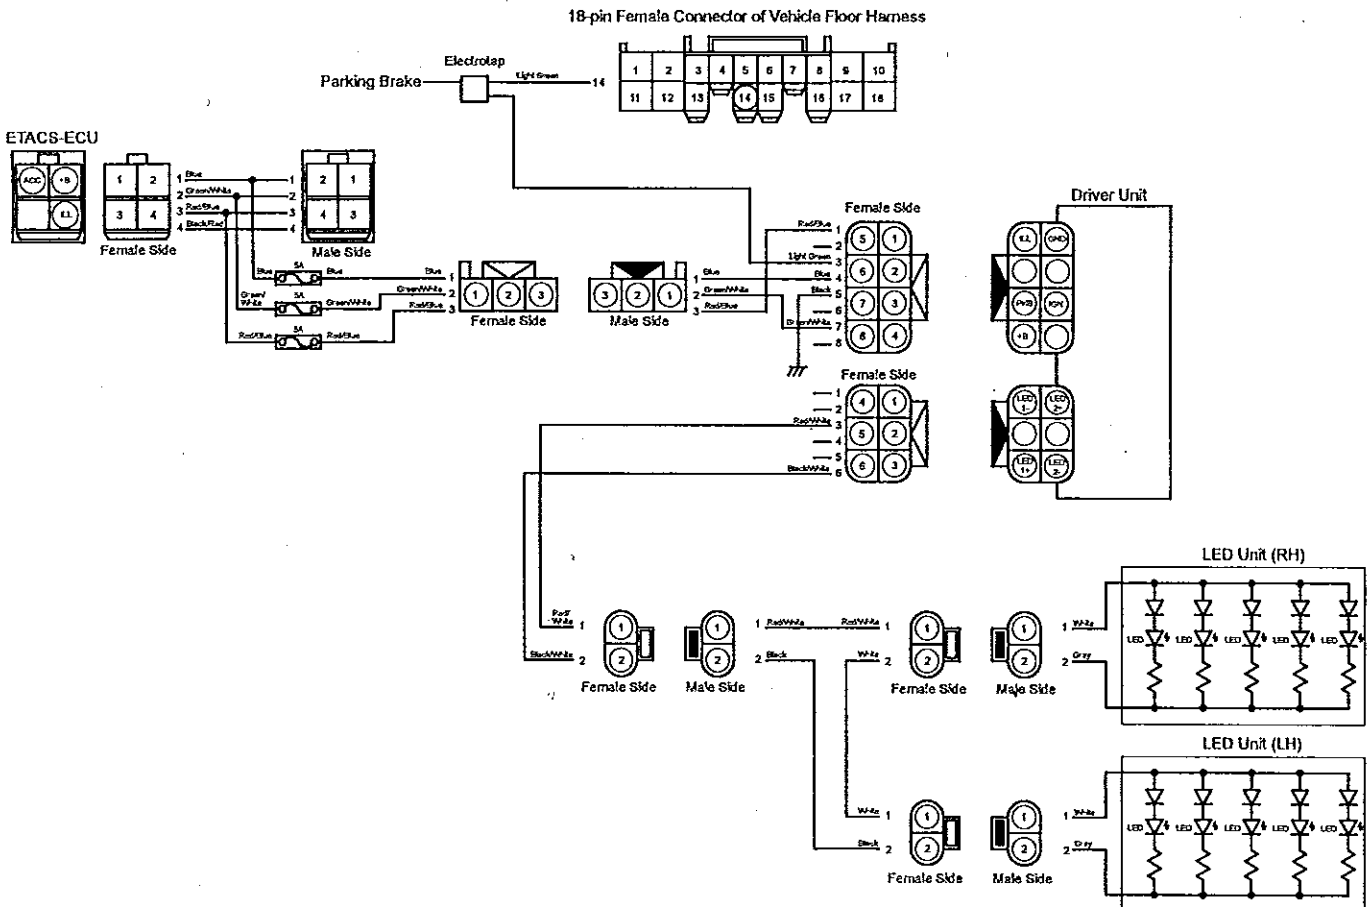 18-pin Female Connector of Vehicle Floor Harness
Electrotap
Parking Brake
Light Green
14
1 2 3 4 5 6 7 8 9 10
11 12 13 14 15 16 17 18
ETACS-ECU
ACC +B
ILL
1 2
3 4
Female Side
1 Blue 1
2 Green/White 2
3 Red/Blue 3
4 Black/Red 4
2 1
4 3
Male Side
Blue 5A Blue
Green/
White 5A Green/White
Red/Blue 5A Red/Blue
Blue 1
Green/White 2
Red/Blue 3
1 2 3
Female Side
3 2 1
Male Side
1 Blue
2 Green/White
3 Red/Blue
Female Side
Red/Blue 1
2
Light Green 3
Blue 4
Black 5
6
Green/White 7
8
5 1
6 2
7 3
8 4
Driver Unit
ILL GND
PKB IGN
+B
Female Side
1
2
Red/White 3
4
5
Black/White 6
4 1
5 2
6 3
LED
1-
LED
2+
LED
1+
LED
2-
Red/
White 1
Black/White 2
1
2
Female Side
1
2
Male Side
1 Red/White
2 Black
Red/White 1
White 2
1
2
Female Side
1
2
Male Side
1 White
2 Gray
LED Unit (RH)
LED LED LED LED LED
White 1
Black 2
1
2
Female Side
1
2
Male Side
1 White
2 Gray
LED Unit (LH)
LED LED LED LED LED